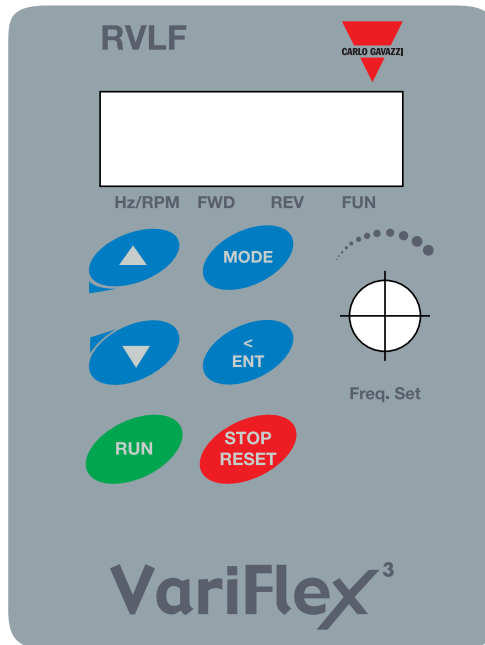 RVLF
CARLO GAVAZZI
Hz/RPM FWD REV FUN
MODE
<
ENT
Freq. Set
RUN
STOP
RESET
VariFlex³